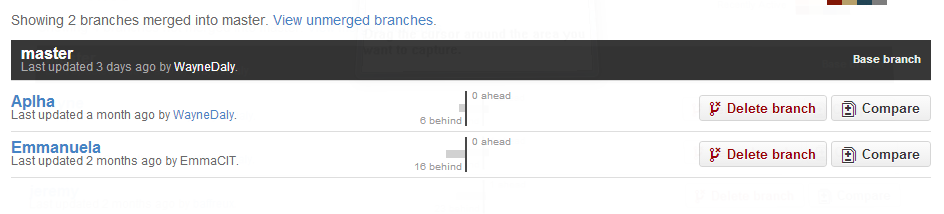 Showing 2 branches merged into master. View unmerged branches.
master
Last updated 3 days ago by WayneDaly.
Base branch
Aplha
Last updated a month ago by WayneDaly.
0 ahead
6 behind
Delete branch
Compare
Emmanuela
Last updated 2 months ago by EmmaCIT.
0 ahead
16 behind
Delete branch
Compare